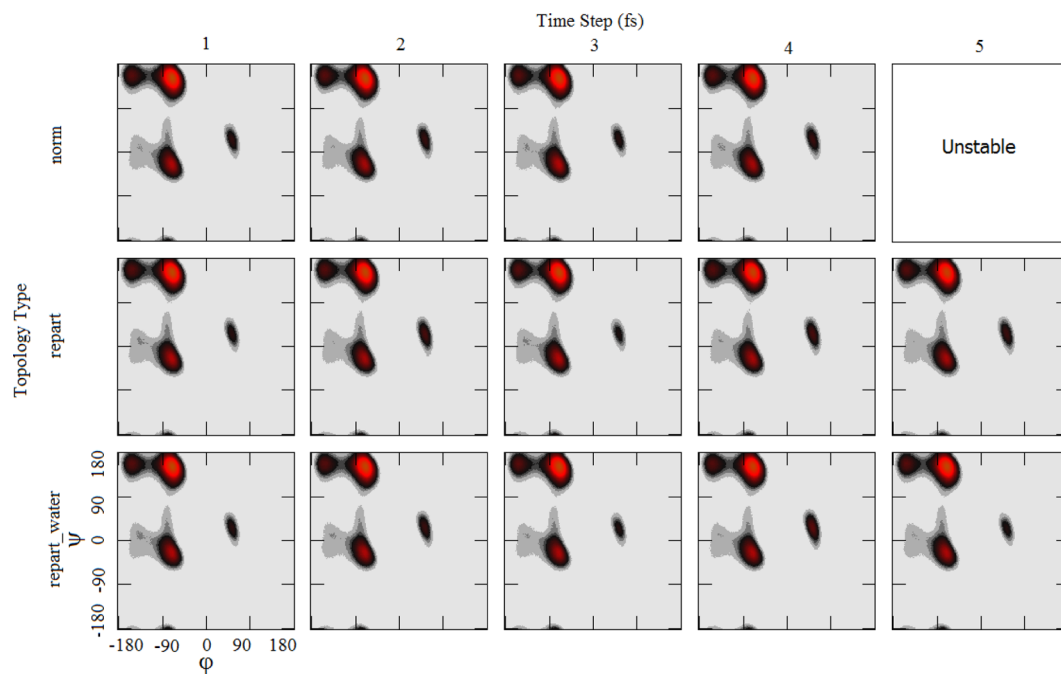 Time Step (fs)
1 2 3 4 5
norm
Unstable
Topology Type
repart
repart_water
ψ
180
90
0
-90
-180
-180 -90 0 90 180
φ